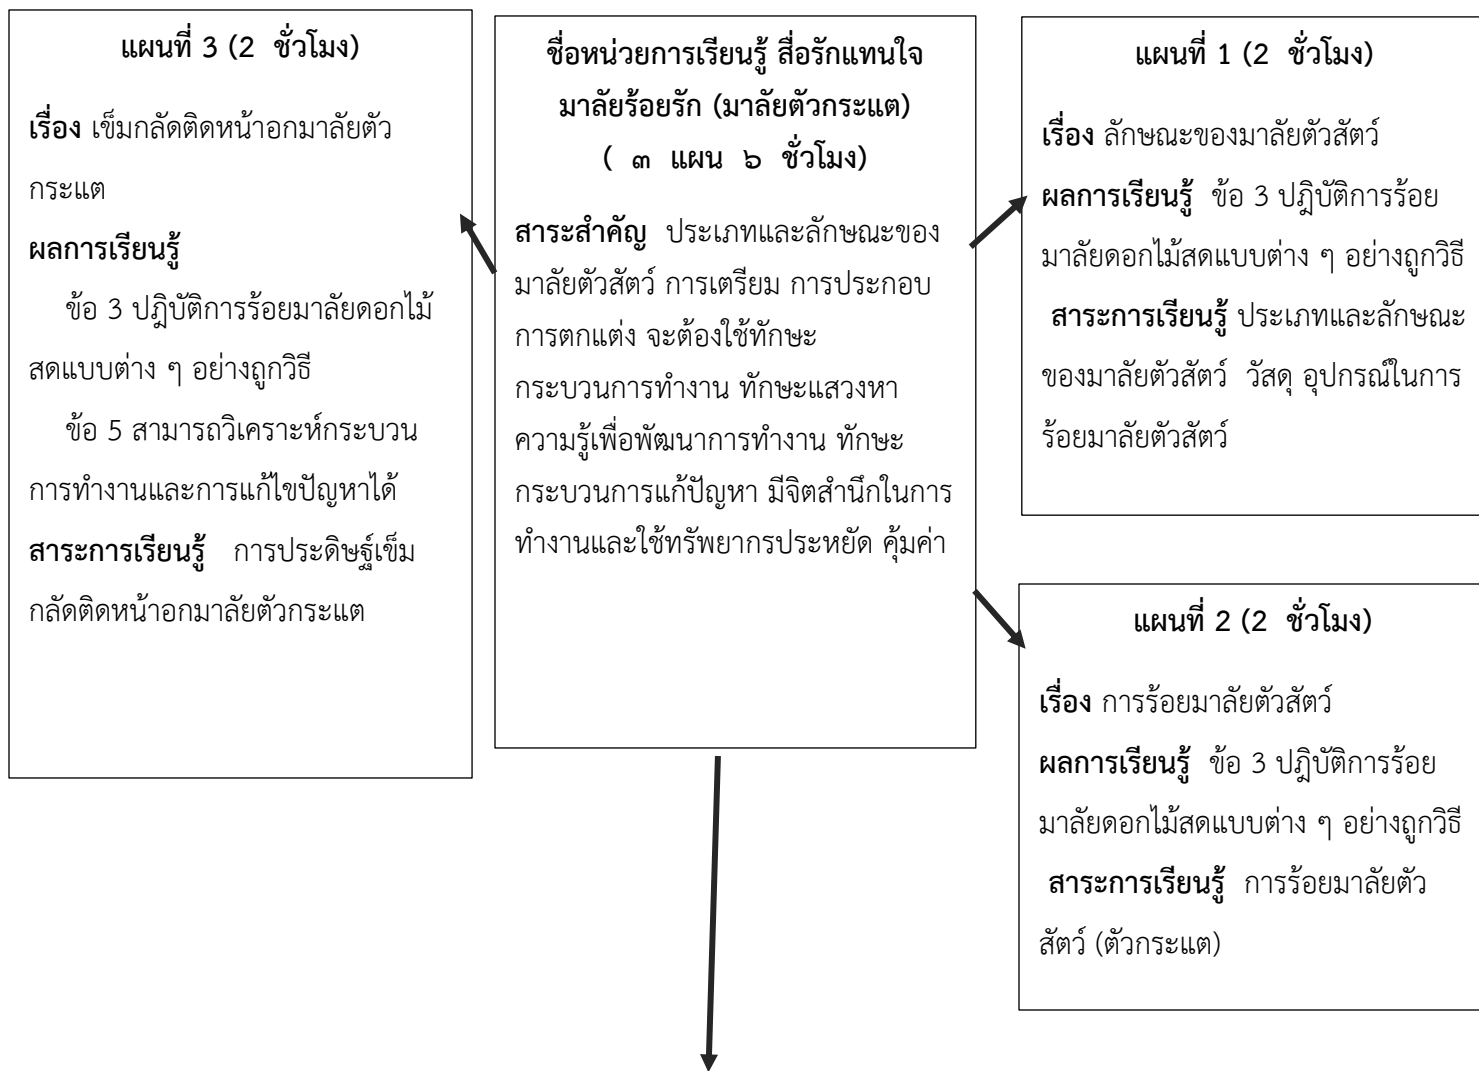 แผนที่ 3 (2 ชั่วโมง)
เรื่อง เข็มกลัดติดหน้าอกมาลัยตัว
กระแต
ผลการเรียนรู้
ข้อ 3 ปฎิบัติการร้อยมาลัยดอกไม้
สดแบบต่าง ๆ อย่างถูกวิธี
ข้อ 5 สามารถวิเคราะห์กระบวน
การทำงานและการแก้ไขปัญหาได้
สาระการเรียนรู้ การประดิษฐ์เข็ม
กลัดติดหน้าอกมาลัยตัวกระแต
ชื่อหน่วยการเรียนรู้ สื่อรักแทนใจ
มาลัยร้อยรัก (มาลัยตัวกระแต)
( ๓ แผน ๖ ชั่วโมง)
สาระสำคัญ ประเภทและลักษณะของ
มาลัยตัวสัตว์ การเตรียม การประกอบ
การตกแต่ง จะต้องใช้ทักษะ
กระบวนการทำงาน ทักษะแสวงหา
ความรู้เพื่อพัฒนาการทำงาน ทักษะ
กระบวนการแก้ปัญหา มีจิตสำนึกในการ
ทำงานและใช้ทรัพยากรประหยัด คุ้มค่า
แผนที่ 1 (2 ชั่วโมง)
เรื่อง ลักษณะของมาลัยตัวสัตว์
ผลการเรียนรู้ ข้อ 3 ปฎิบัติการร้อย
มาลัยดอกไม้สดแบบต่าง ๆ อย่างถูกวิธี
สาระการเรียนรู้ ประเภทและลักษณะ
ของมาลัยตัวสัตว์ วัสดุ อุปกรณ์ในการ
ร้อยมาลัยตัวสัตว์
แผนที่ 2 (2 ชั่วโมง)
เรื่อง การร้อยมาลัยตัวสัตว์
ผลการเรียนรู้ ข้อ 3 ปฎิบัติการร้อย
มาลัยดอกไม้สดแบบต่าง ๆ อย่างถูกวิธี
สาระการเรียนรู้ การร้อยมาลัยตัว
สัตว์ (ตัวกระแต)